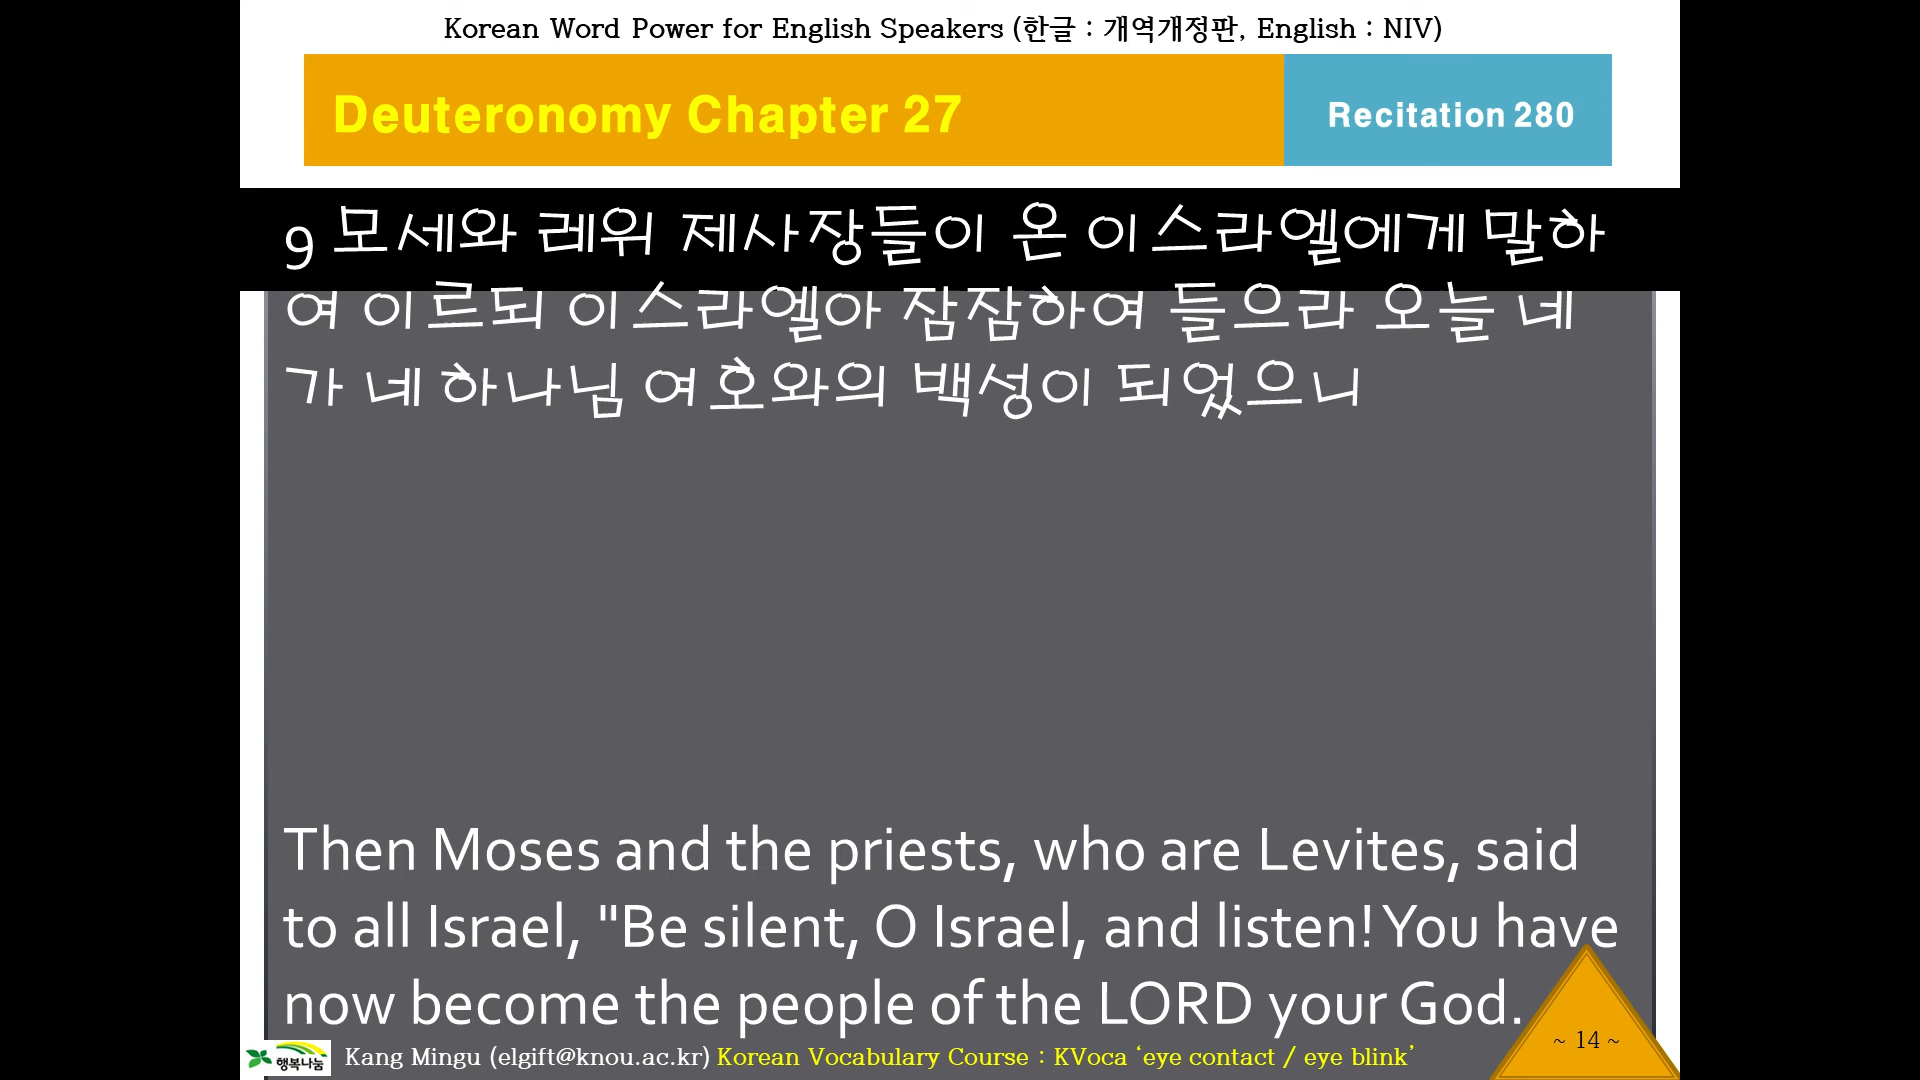 Korean Word Power for English Speakers (한글 : 개역개정판, English : NIV)
Deuteronomy Chapter 27
Recitation 280
9 모세와 레위 제사장들이 온 이스라엘에게 말하
여 이르되 이스라엘아 잠잠하여 들으라 오늘 네
가 네 하나님 여호와의 백성이 되었으니
Then Moses and the priests, who are Levites, said
to all Israel, "Be silent, O Israel, and listen! You have
now become the people of the LORD your God.
~ 14 ~
행복나눔
Kang Mingu (elgift@knou.ac.kr) Korean Vocabulary Course : KVoca ‘eye contact / eye blink’